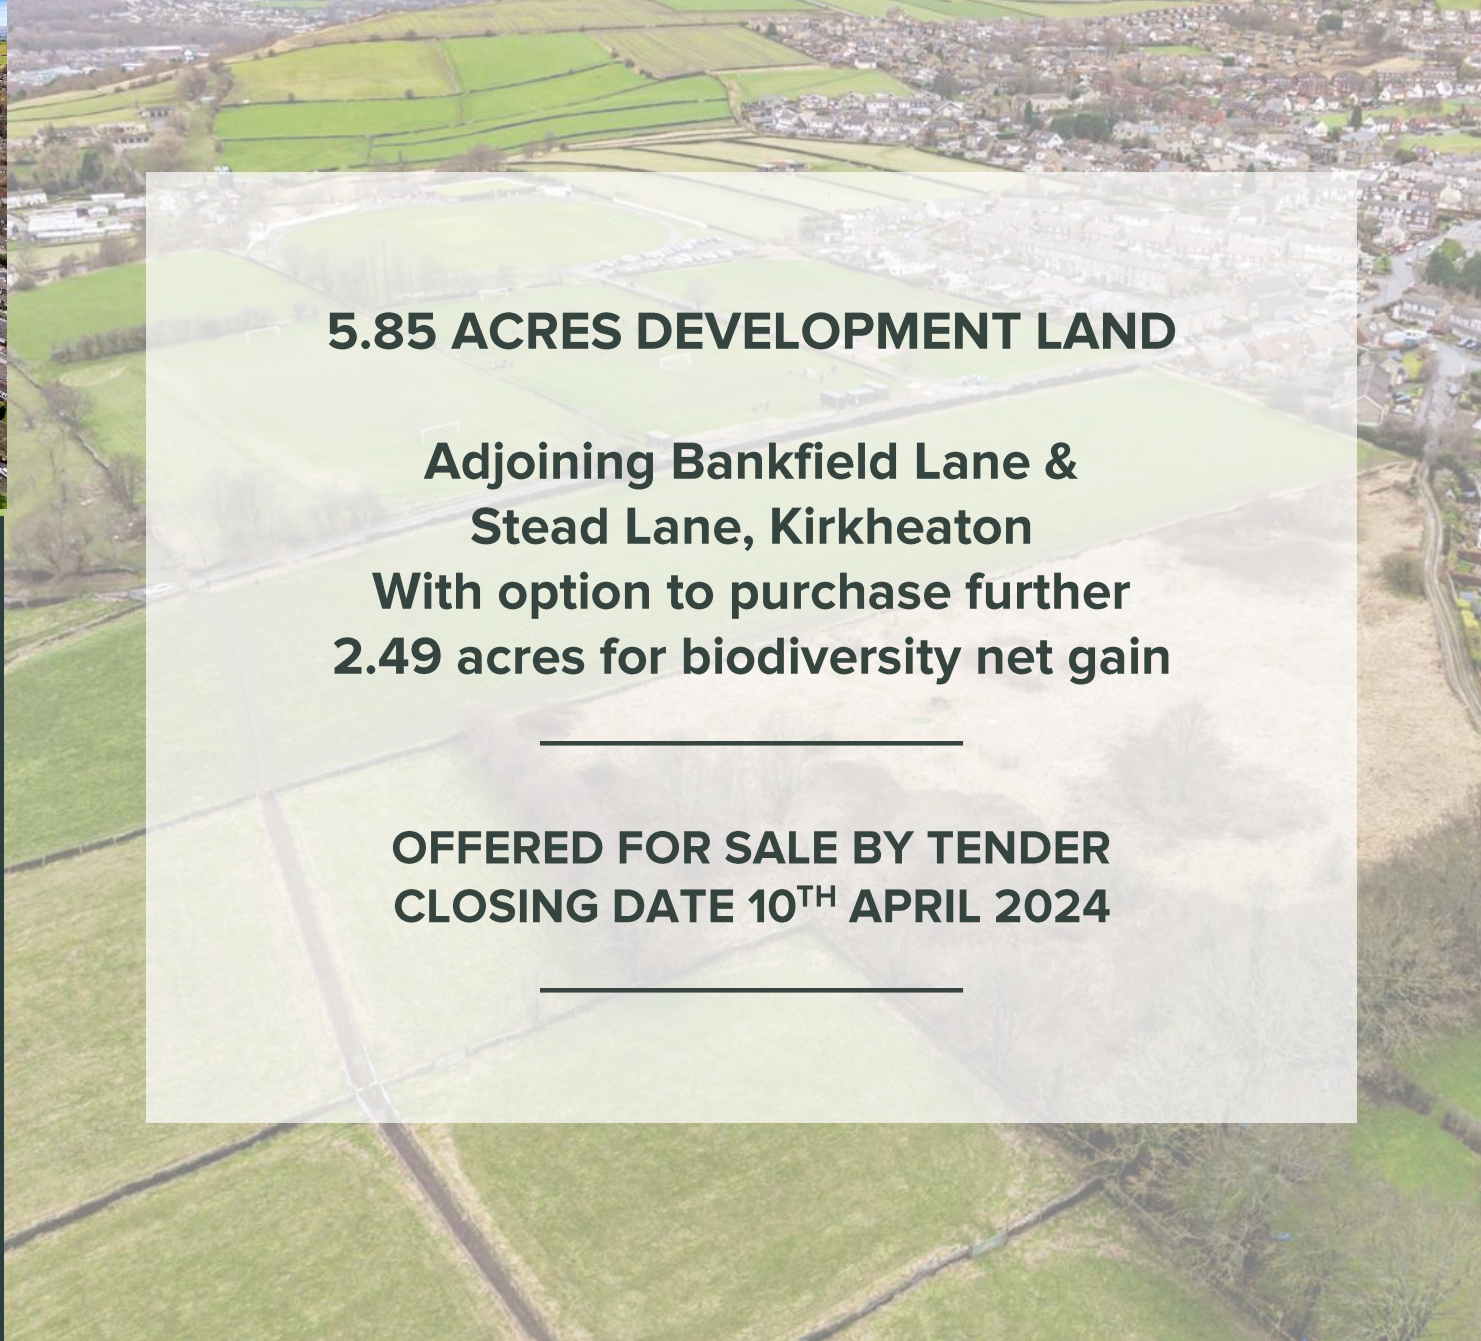 5.85 ACRES DEVELOPMENT LAND
Adjoining Bankfield Lane &
Stead Lane, Kirkheaton
With option to purchase further
2.49 acres for biodiversity net gain
OFFERED FOR SALE BY TENDER
CLOSING DATE 10TH APRIL 2024